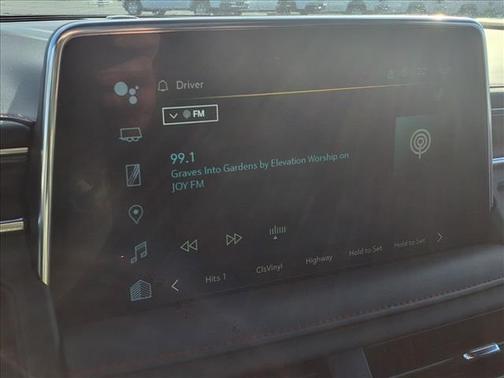 Driver
FM
99.1
Graves Into Gardens by Elevation Worship on
JOY FM
Hits 1 ClsVinyl Highway Hold to Set Hold to Set